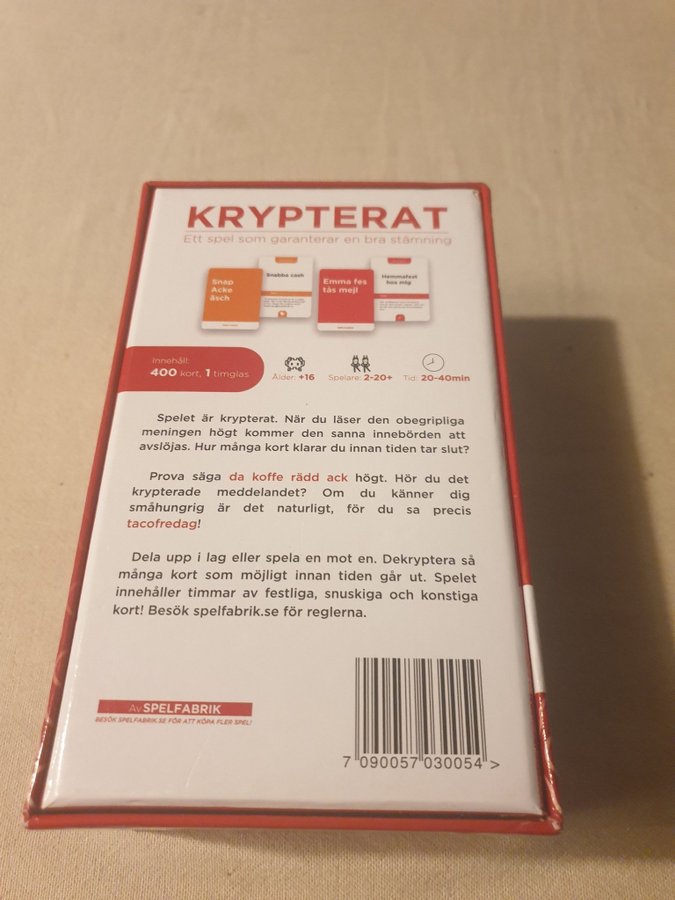 KRYPTERAT
Ett spel som garanterar en bra stämning
Snap
Acke
äsch
Snabba cash
Emma fes
tås mejl
Hemmafest
hos mig
Innehåll:
400 kort, 1 timglas
Ålder: +16
Spelare: 2-20+
Tid: 20-40min
Spelet är krypterat. När du läser den obegripliga
meningen högt kommer den sanna innebörden att
avslöjas. Hur många kort klarar du innan tiden tar slut?
Prova säga da koffe rädd ack högt. Hör du det
krypterade meddelandet? Om du känner dig
småhungrig är det naturligt, för du sa precis
tacofredag!
Dela upp i lag eller spela en mot en. Dekryptera så
många kort som möjligt innan tiden går ut. Spelet
innehåller timmar av festliga, snuskiga och konstiga
kort! Besök spelfabrik.se för reglerna.
Av SPELFABRIK
BESÖK SPELFABRIK.SE FÖR ATT KÖPA FLER SPEL!
7 090057 030054 >